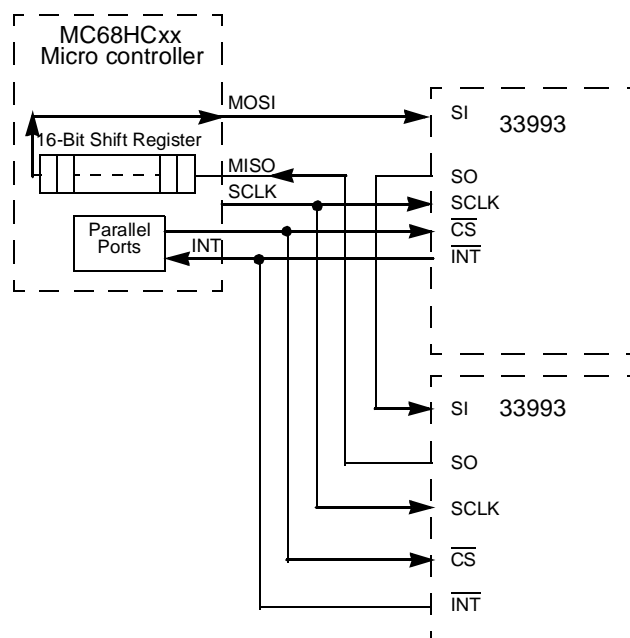 MC68HCxx
Micro controller
MOSI
16-Bit Shift Register
MISO
SCLK
Parallel
Ports
INT
SI 33993
SO
SCLK
CS
INT
SI 33993
SO
SCLK
CS
INT